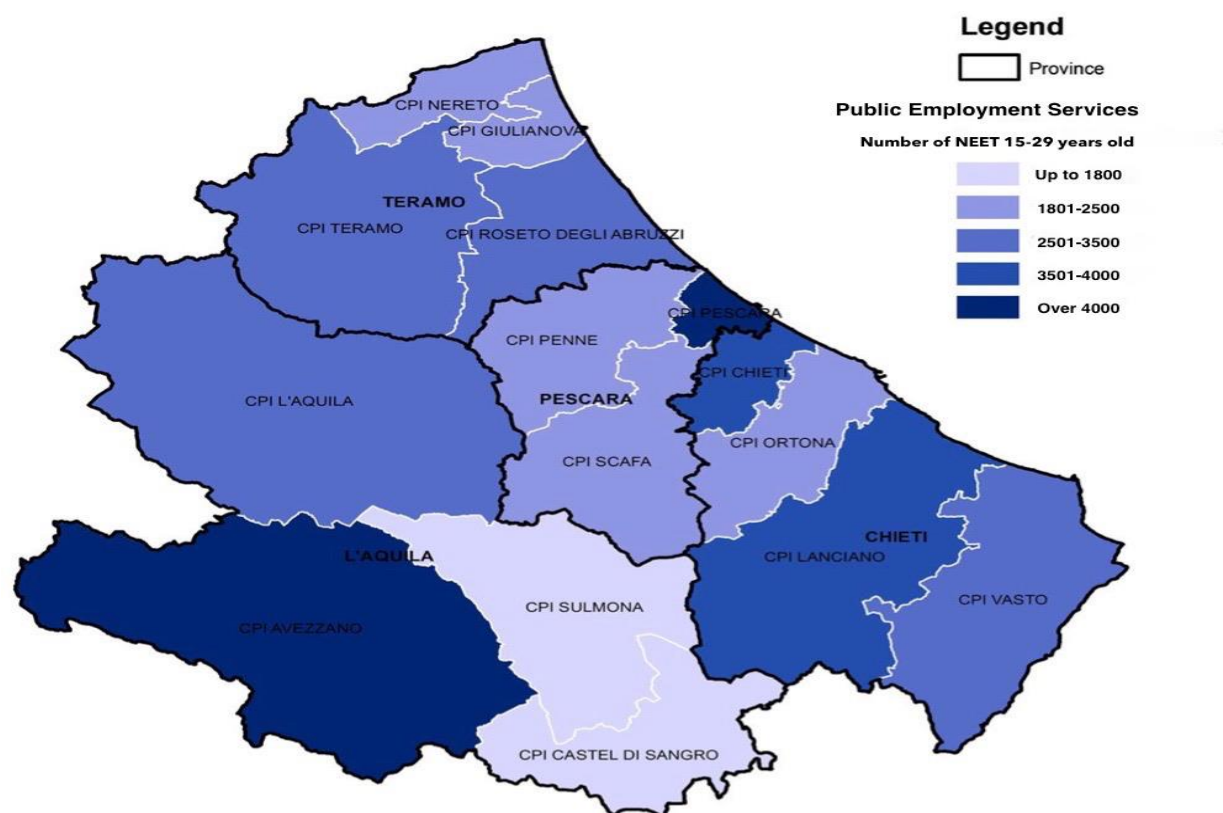 Legend
Province
Public Employment Services
Number of NEET 15-29 years old
Up to 1800
1801-2500
2501-3500
3501-4000
Over 4000
CPI NERETO
CPI GIULIANOVA
TERAMO
CPI TERAMO
CPI ROSETO DEGLI ABRUZZI
CPI PESCARA
CPI PENNE
CPI CHIETI
PESCARA
CPI L'AQUILA
CPI ORTONA
CPI SCAFA
CHIETI
L'AQUILA
CPI LANCIANO
CPI SULMONA
CPI VASTO
CPI AVEZZANO
CPI CASTEL DI SANGRO